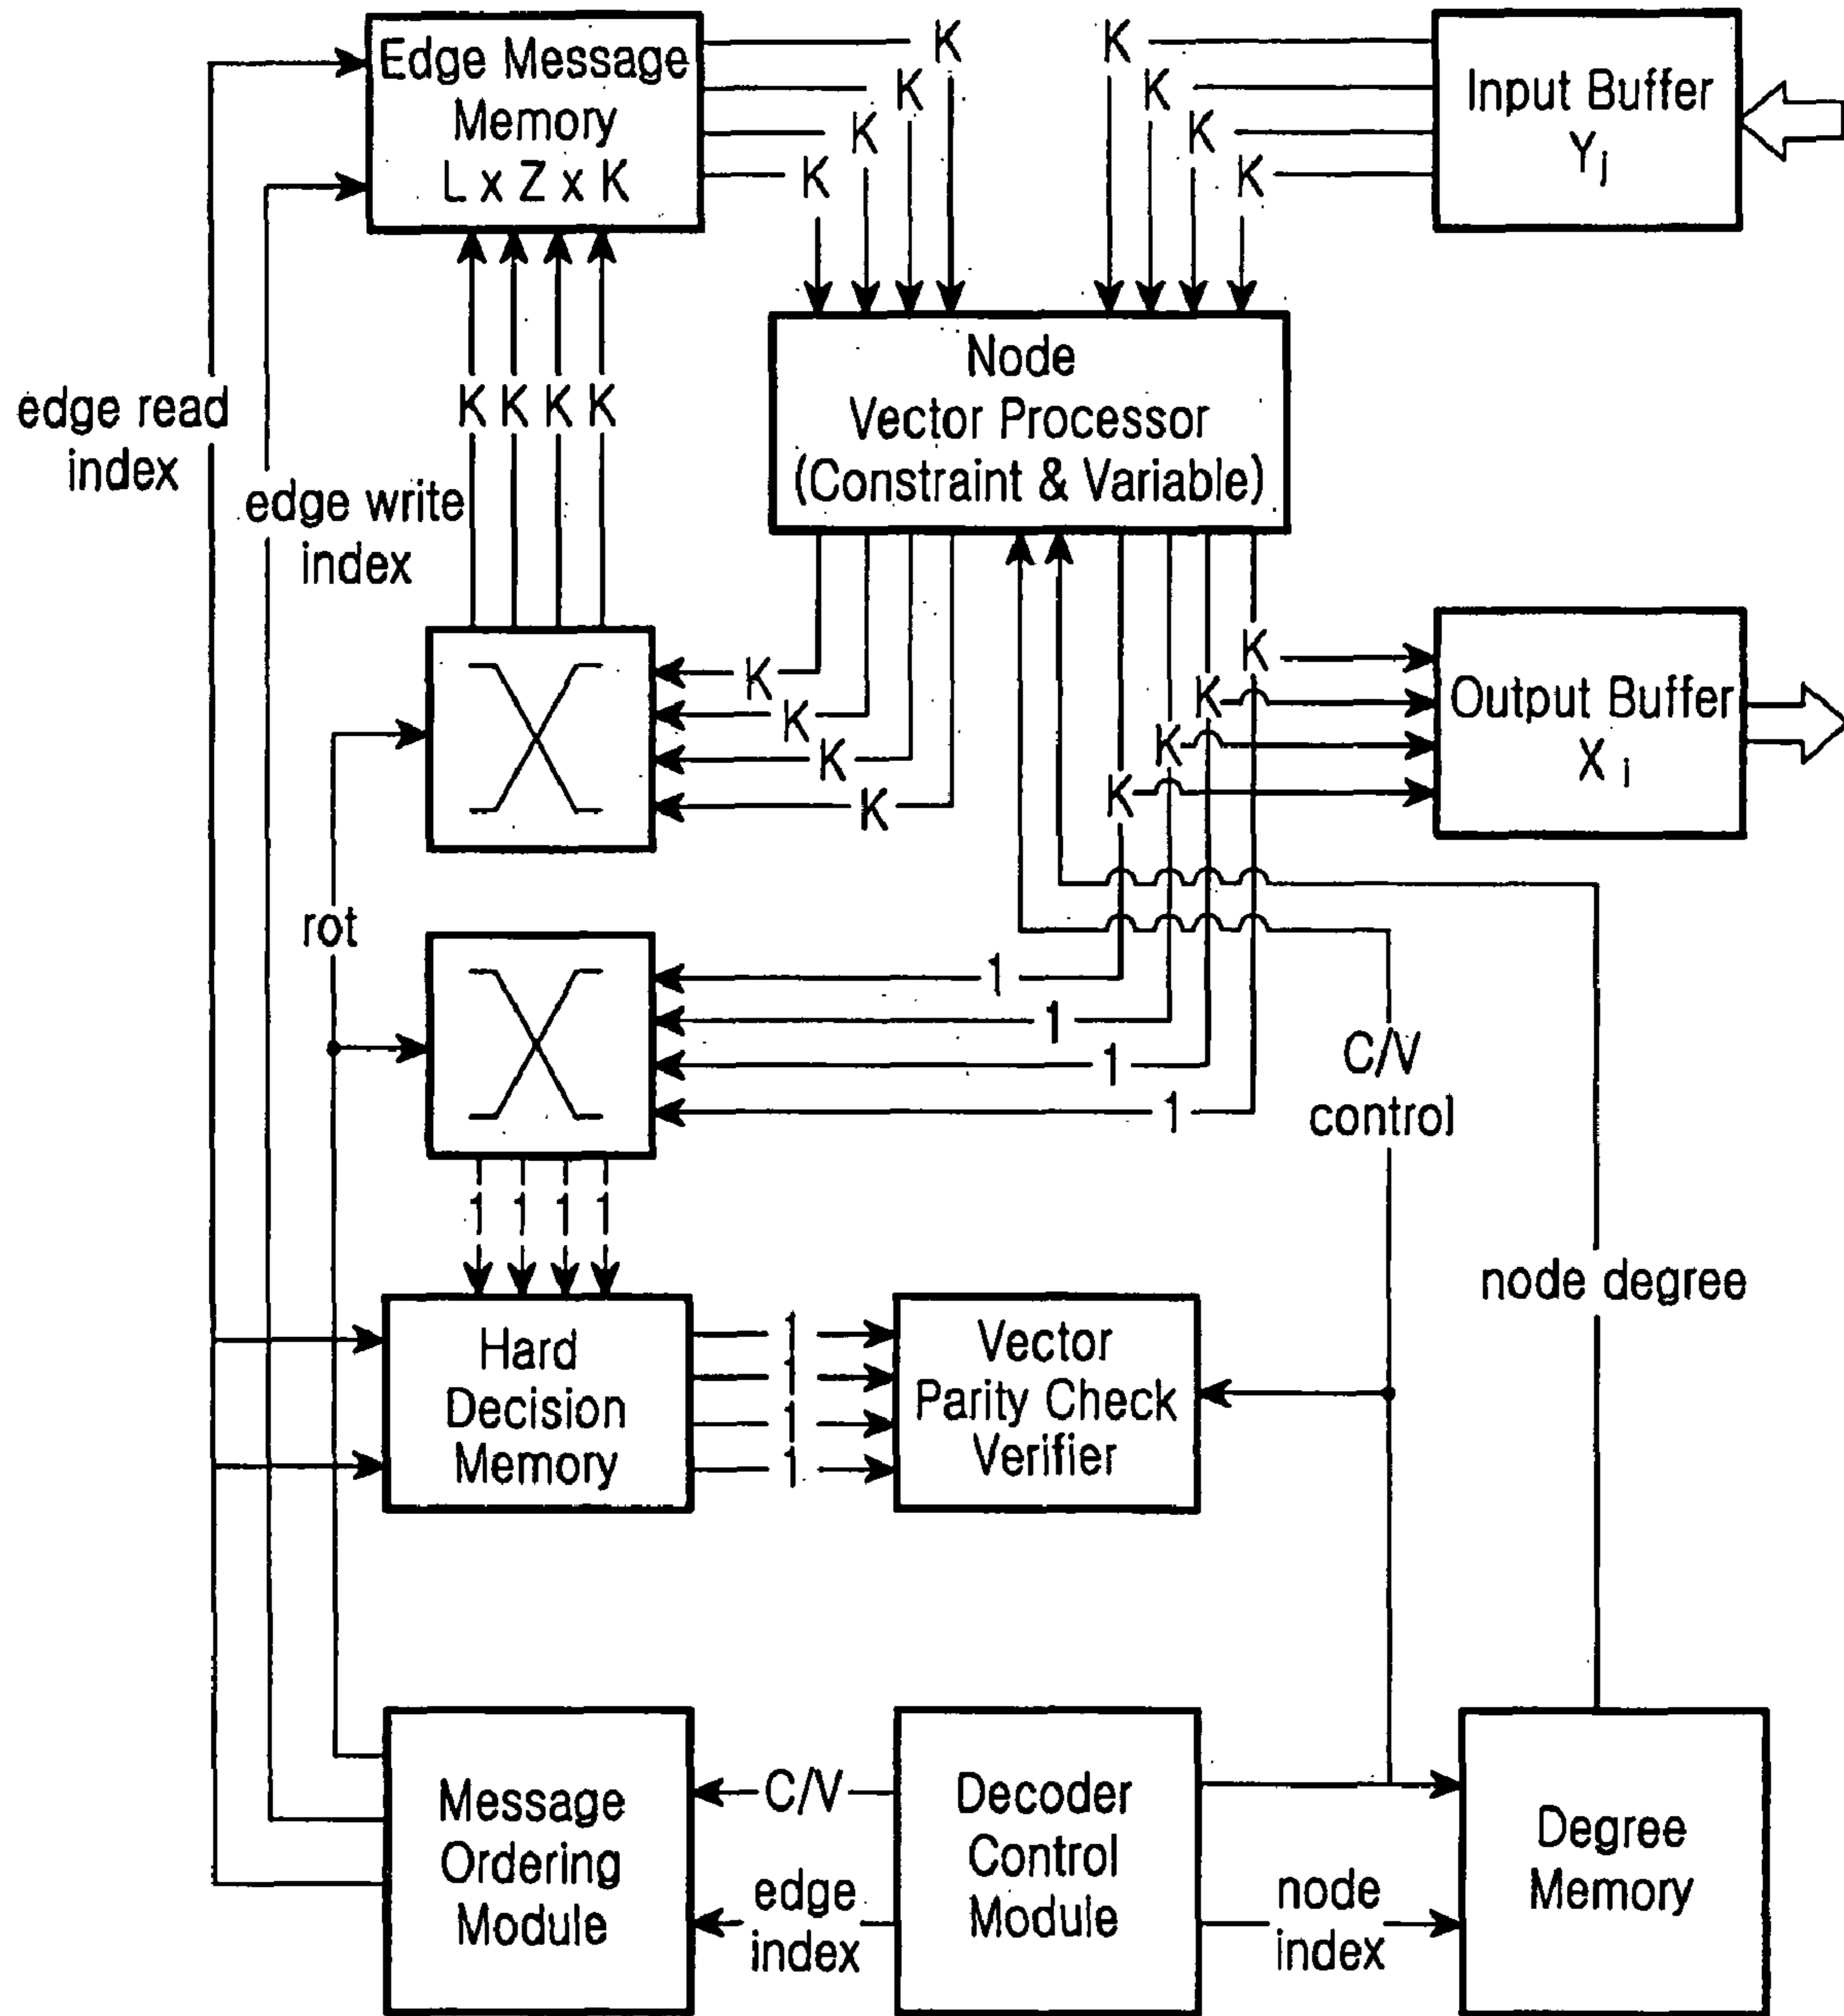 Edge Message
Memory
L x Z x K
K
K
K
K
K
K
K
K
Input Buffer
Yj
Node
Vector Processor
(Constraint & Variable)
edge read
index
K K K K
edge write
index
K
K
K
K
K
K
K
K
Output Buffer
X i
rot
1
1
1
1
C/V
control
1 1 1 1
node degree
Hard
Decision
Memory
1
1
1
1
Vector
Parity Check
Verifier
Message
Ordering
Module
C/V
edge
index
Decoder
Control
Module
node
index
Degree
Memory